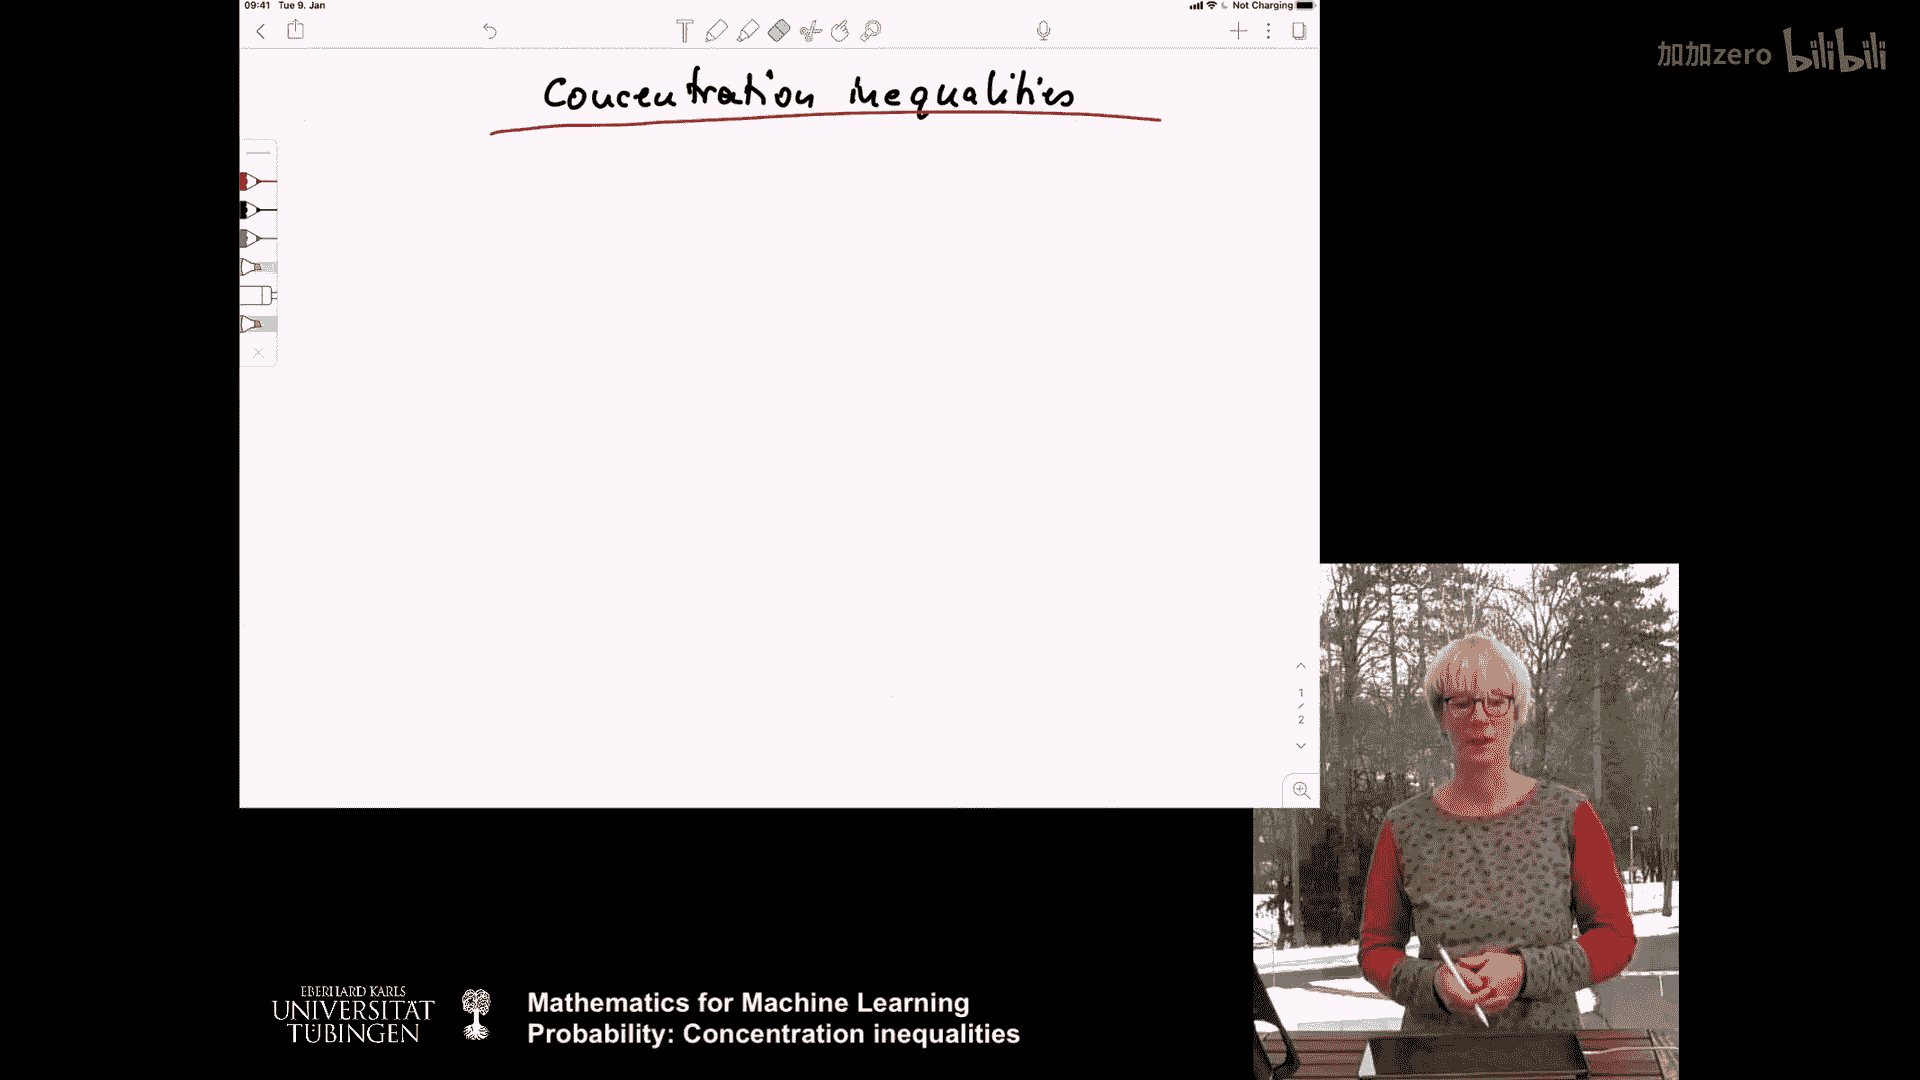 09:41 Tue 9. Jan Not Charging
加加zero bilibili
Concentration inequalities
1
/
2
EBERHARD KARLS
UNIVERSITÄT
TÜBINGEN
Mathematics for Machine Learning
Probability: Concentration inequalities